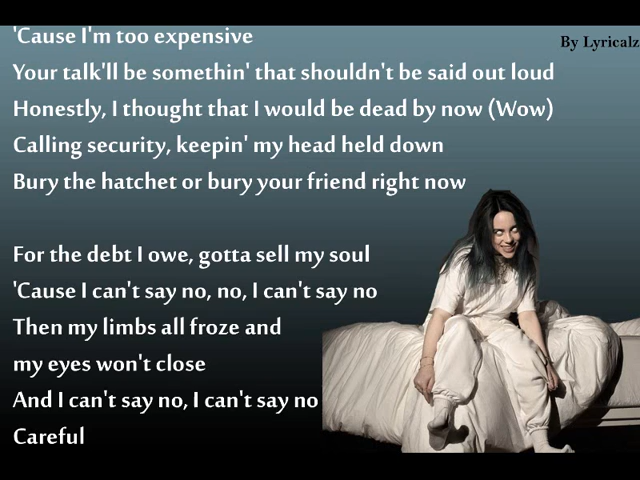 'Cause I'm too expensive
By Lyricalz
Your talk'll be somethin' that shouldn't be said out loud
Honestly, I thought that I would be dead by now (Wow)
Calling security, keepin' my head held down
Bury the hatchet or bury your friend right now
For the debt I owe, gotta sell my soul
'Cause I can't say no, no, I can't say no
Then my limbs all froze and
my eyes won't close
And I can't say no, I can't say no
Careful